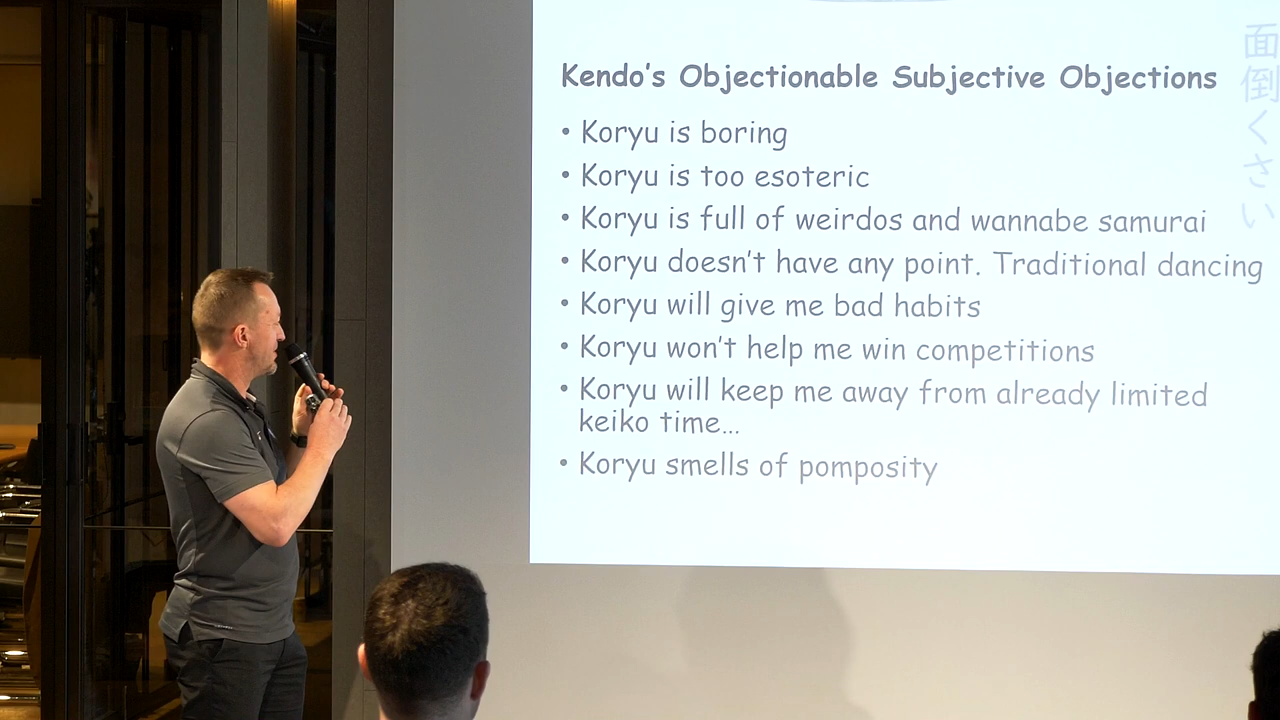 Kendo's Objectionable Subjective Objections
• Koryu is boring
• Koryu is too esoteric
• Koryu is full of weirdos and wannabe samurai
• Koryu doesn't have any point. Traditional dancing
• Koryu will give me bad habits
• Koryu won't help me win competitions
• Koryu will keep me away from already limited
keiko time...
• Koryu smells of pomposity
面倒くさい